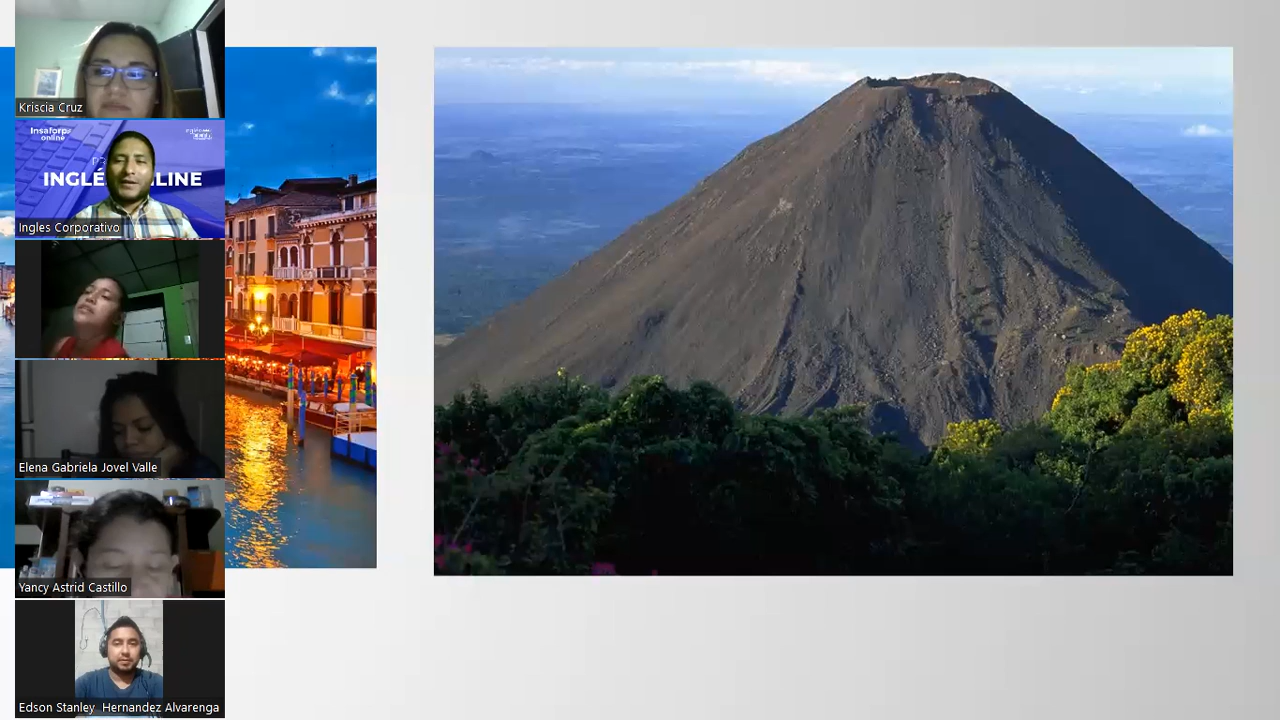 Kriscia Cruz
Insaforp
online
INGLÉ
LINE
Ingles Corporativo
Elena Gabriela Jovel Valle
Yancy Astrid Castillo
Edson Stanley Hernandez Alvarenga